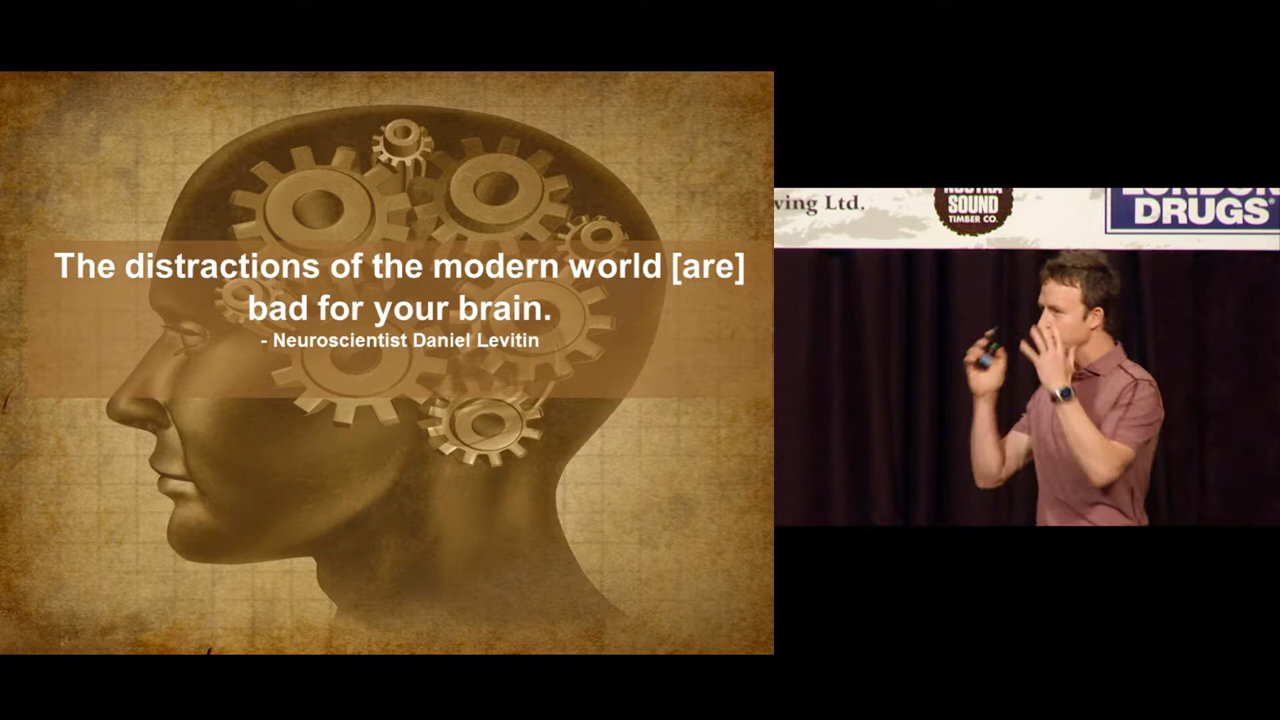 The distractions of the modern world [are]
bad for your brain.
- Neuroscientist Daniel Levitin
ving Ltd.
SOUND
TIMBER CO.
LONDON
DRUGS